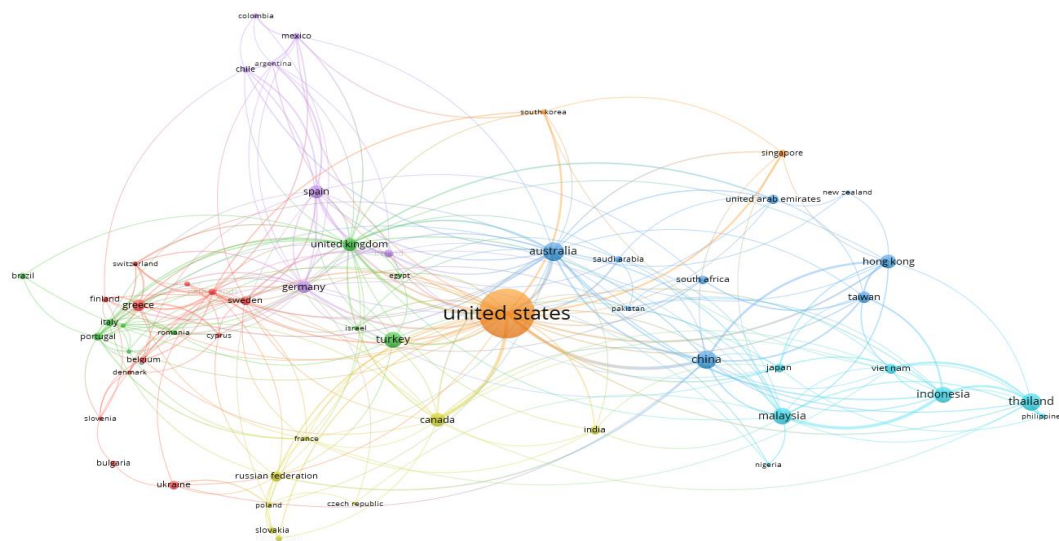 colombia
mexico
argentina
chile
south korea
singapore
spain
new zealand
united arab emirates
united kingdom
australia
saudi arabia
hong kong
switzerland
egypt
brazil
south africa
germany
finland
greece
sweden
taiwan
pakistan
united states
italy
portugal
romania
cyprus
israel
turkey
belgium
china
denmark
japan
viet nam
indonesia
thailand
malaysia
philippine
slovenia
canada
india
france
bulgaria
nigeria
russian federation
ukraine
poland
czech republic
slovakia